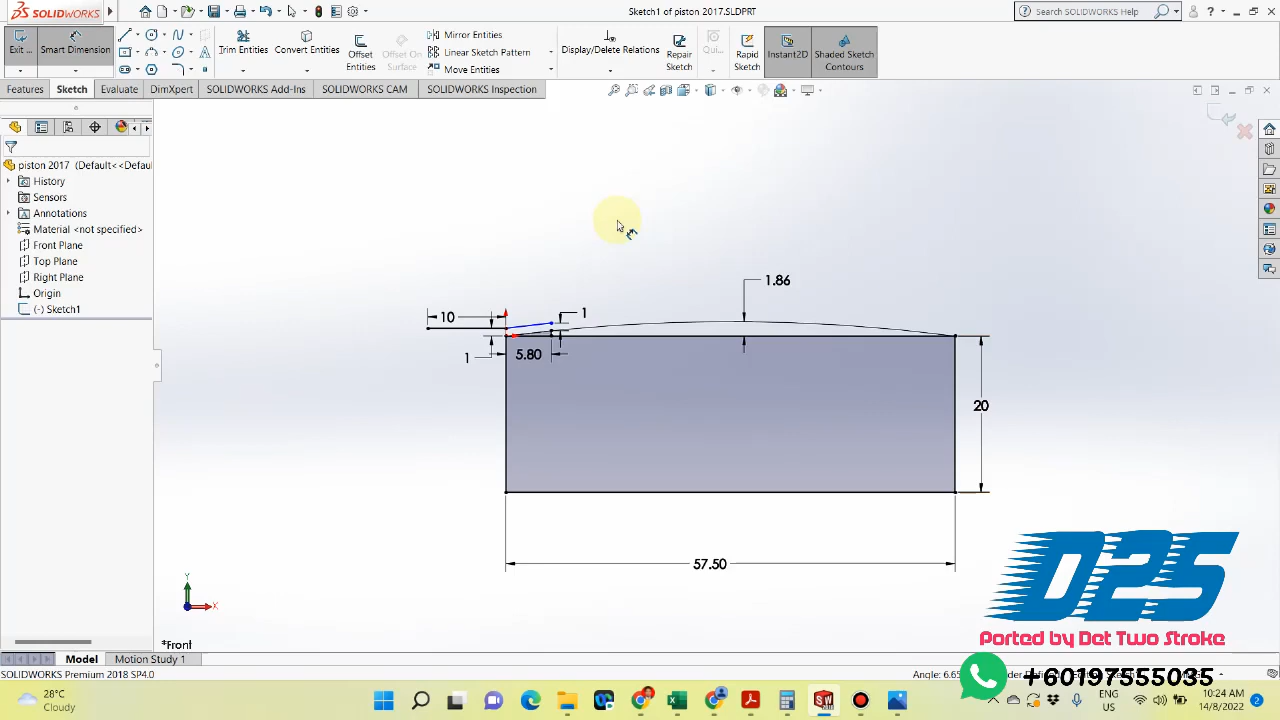 SOLIDWORKS
Sketch1 of piston 2017.SLDPRT
Search SOLIDWORKS Help
Exit ...
Smart Dimension
Trim Entities
Convert Entities
Offset Entities
Offset On Surface
Mirror Entities
Linear Sketch Pattern
Move Entities
Display/Delete Relations
Repair Sketch
Qui...
Rapid Sketch
Instant2D
Shaded Sketch Contours
Features
Sketch
Evaluate
DimXpert
SOLIDWORKS Add-Ins
SOLIDWORKS CAM
SOLIDWORKS Inspection
piston 2017 (Default<<Defau
History
Sensors
Annotations
Material <not specified>
Front Plane
Top Plane
Right Plane
Origin
(-) Sketch1
1.86
10
1
1
5.80
20
57.50
Y
X
*Front
D2S
Ported by Det Two Stroke
+60197555035
Model
Motion Study 1
SOLIDWORKS Premium 2018 SP4.0
28°C
Cloudy
ENG
US
10:24 AM
14/8/2022
2